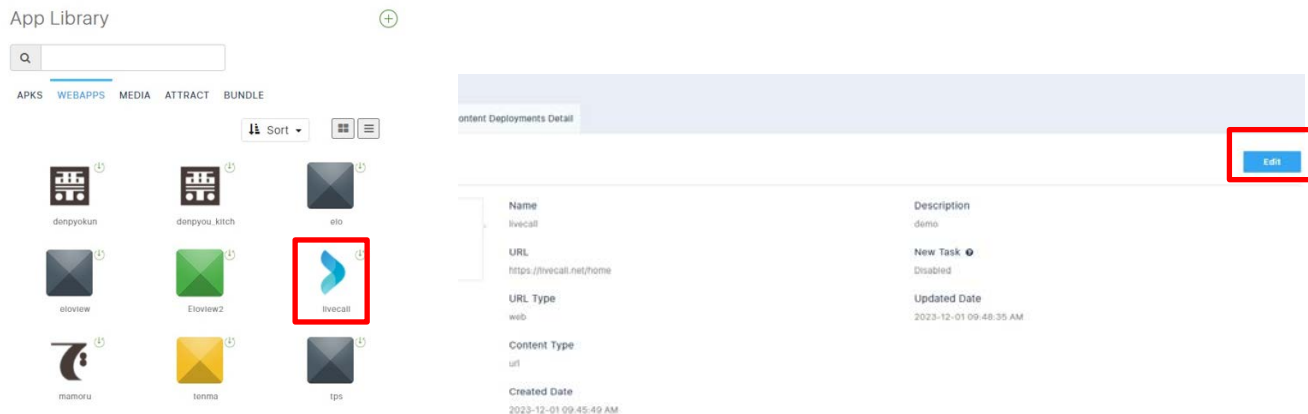 App Library
APKS WEBAPPS MEDIA ATTRACT BUNDLE
Sort
denpyokun denpyou_kitch elo
eloview Eloview2 livecall
mamoru tenma tps
ontent Deployments Detail
Edit
Name
livecall
URL
https://livecall.net/home
URL Type
web
Content Type
url
Created Date
2023-12-01 09:45:49 AM
Description
demo
New Task
Disabled
Updated Date
2023-12-01 09:48:35 AM